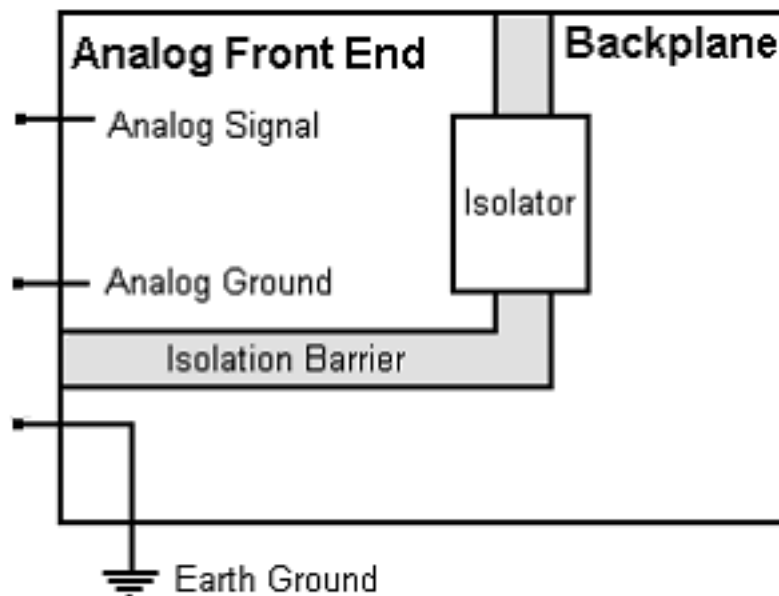 Analog Front End
Backplane
Analog Signal
Isolator
Analog Ground
Isolation Barrier
Earth Ground